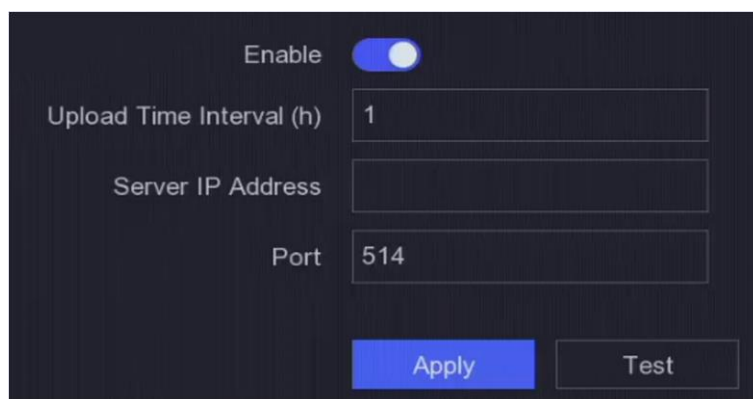 Enable
Upload Time Interval (h) 1
Server IP Address
Port 514
Apply Test